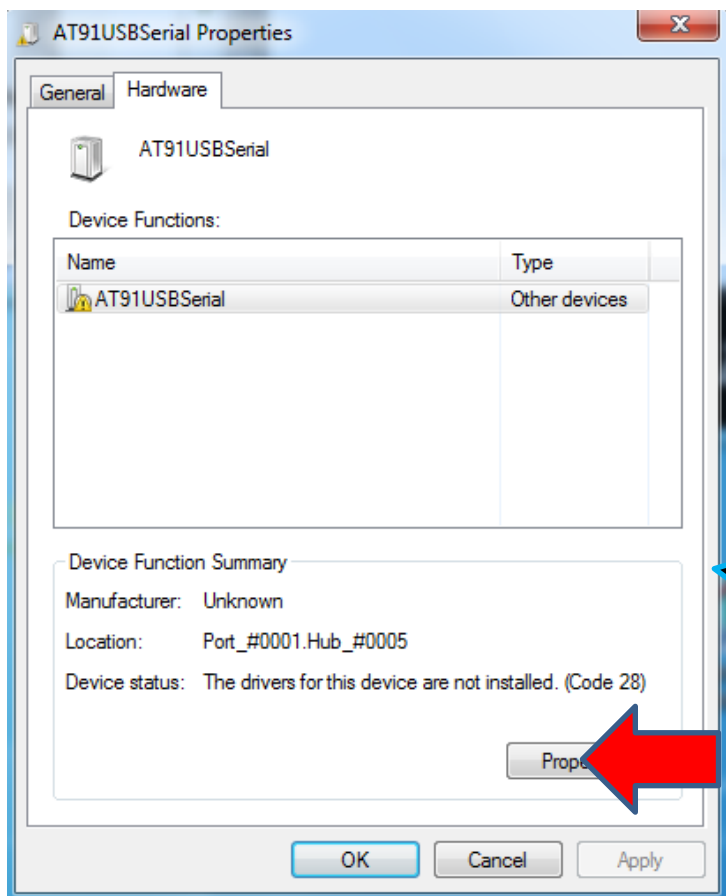 AT91USBSerial Properties
General Hardware
AT91USBSerial
Device Functions:
Name Type
AT91USBSerial Other devices
Device Function Summary
Manufacturer: Unknown
Location: Port_#0001.Hub_#0005
Device status: The drivers for this device are not installed. (Code 28)
OK Cancel Apply